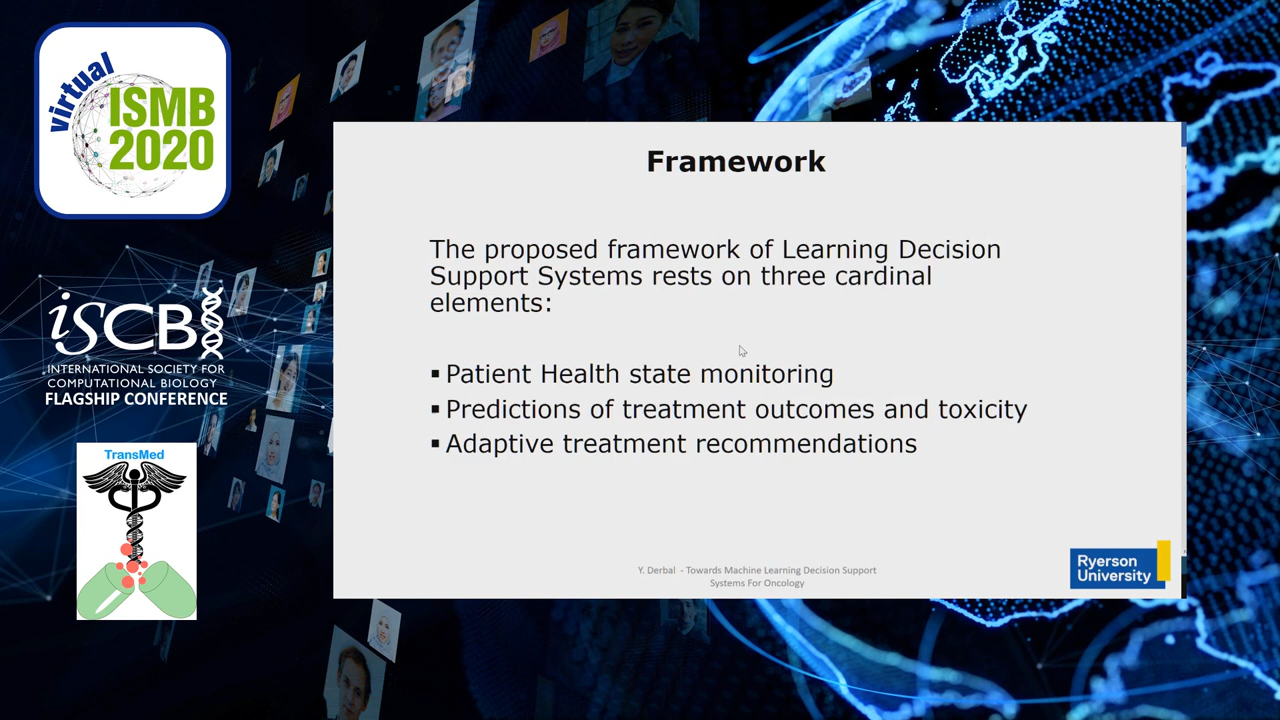 virtual
ISMB
2020
iSCB
INTERNATIONAL SOCIETY FOR
COMPUTATIONAL BIOLOGY
FLAGSHIP CONFERENCE
TransMed
Framework
The proposed framework of Learning Decision
Support Systems rests on three cardinal
elements:
▪ Patient Health state monitoring
▪ Predictions of treatment outcomes and toxicity
▪ Adaptive treatment recommendations
Y. Derbal - Towards Machine Learning Decision Support
Systems For Oncology
Ryerson
University